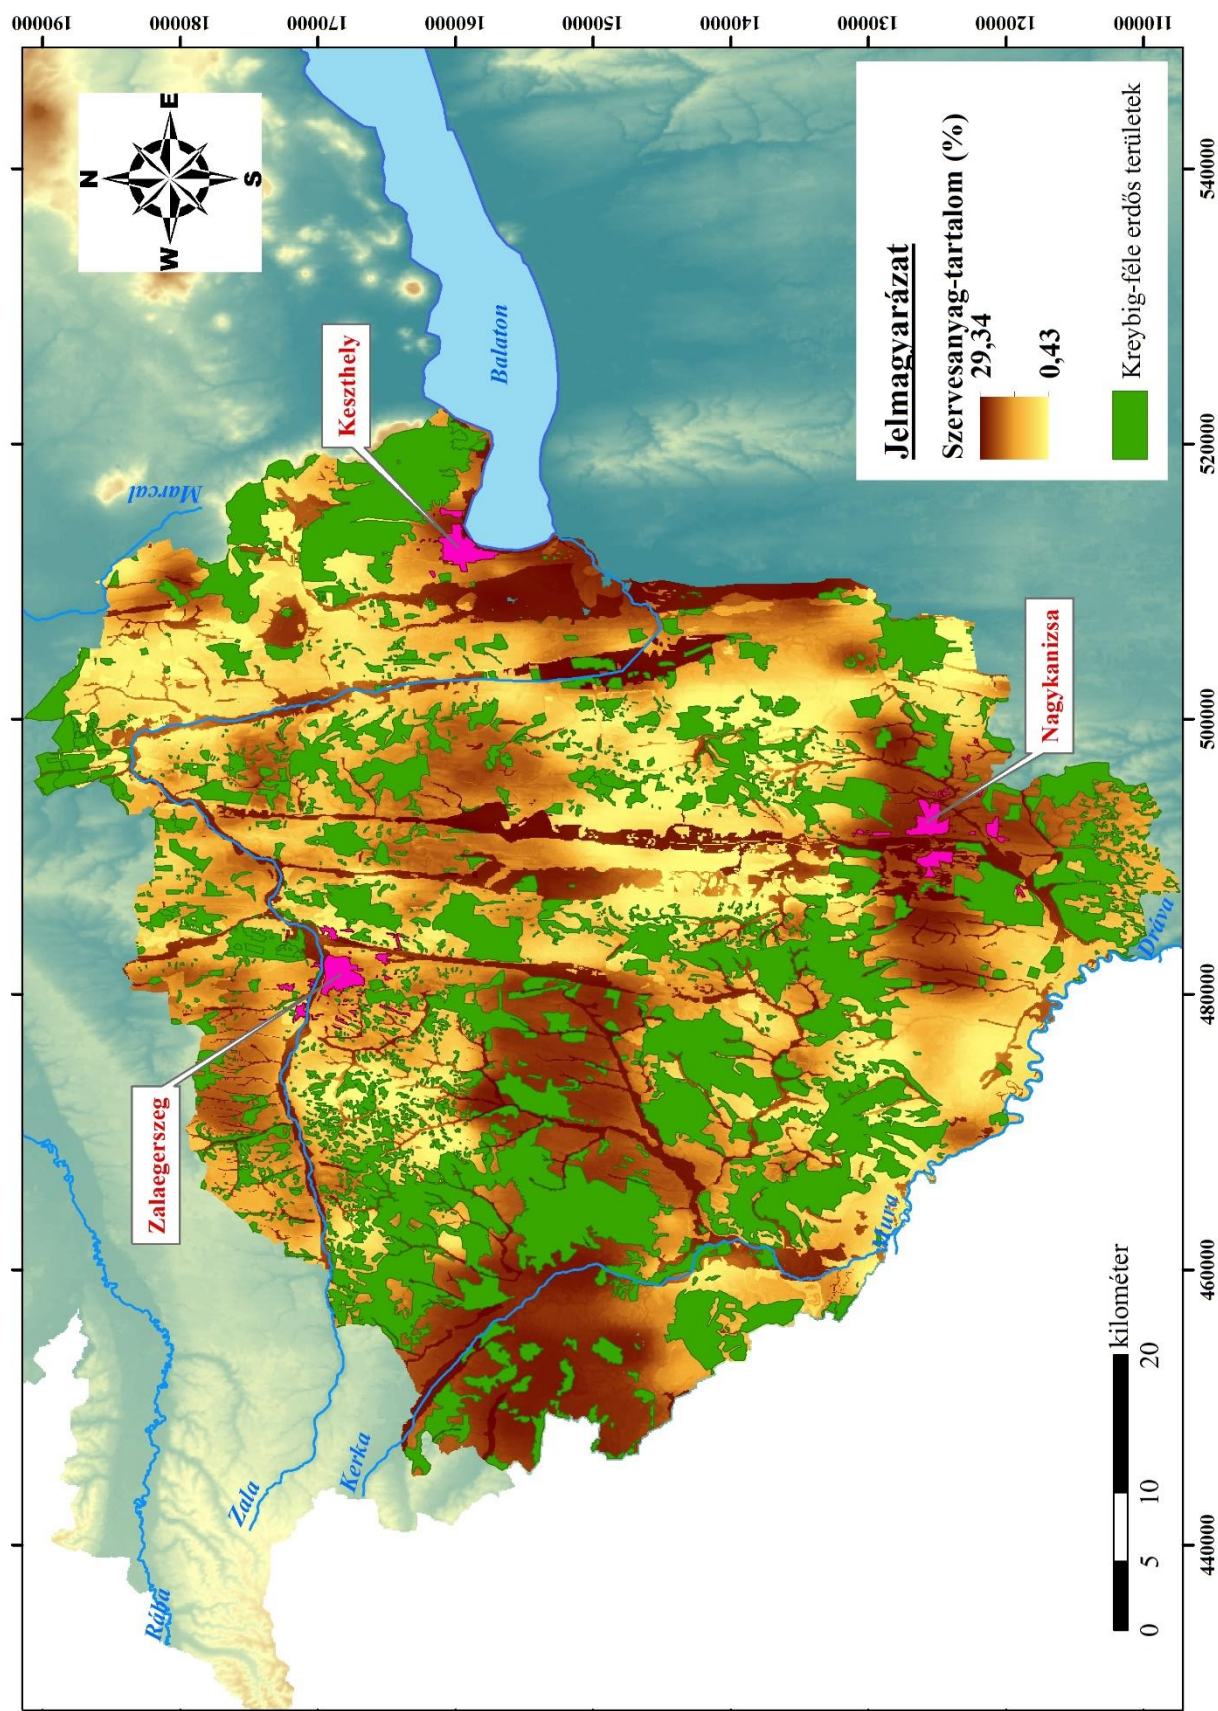 N
W
E
S
Marcal
Rába
Zala
Kerka
Zalaegerszeg
Keszthely
Balaton
Nagykanizsa
Mura
Dráva
Jelmagyarázat
Szervesanyag-tartalom (%)
29,34
0,43
Kreybig-féle erdős területek
kilométer
0 5 10 20
190000
180000
170000
160000
150000
140000
130000
120000
110000
440000 460000 480000 500000 520000 540000